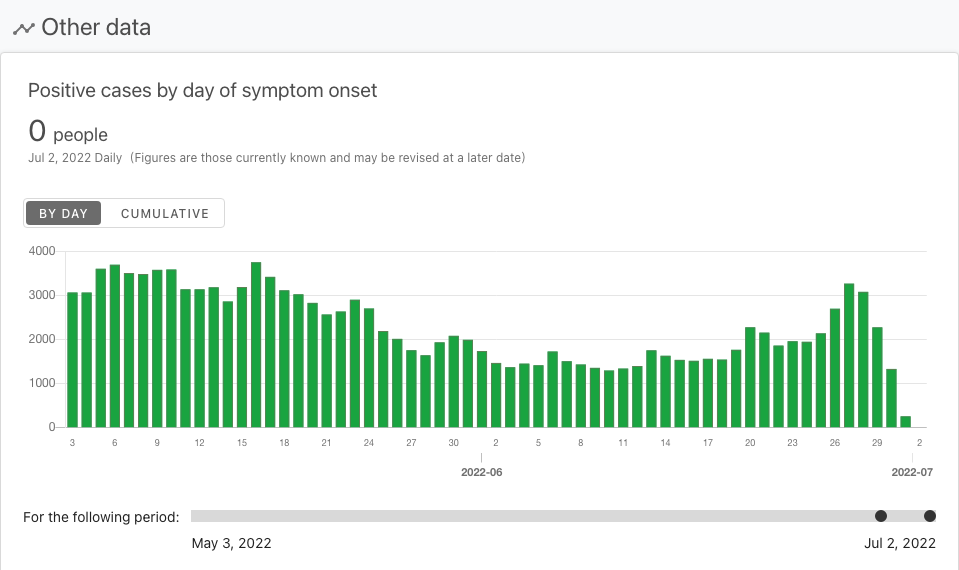 Other data
Positive cases by day of symptom onset
0 people
Jul 2, 2022 Daily (Figures are those currently known and may be revised at a later date)
BY DAY CUMULATIVE
4000
3000
2000
1000
0
3 6 9 12 15 18 21 24 27 30 2 5 8 11 14 17 20 23 26 29 2
2022-06 2022-07
For the following period:
May 3, 2022 Jul 2, 2022